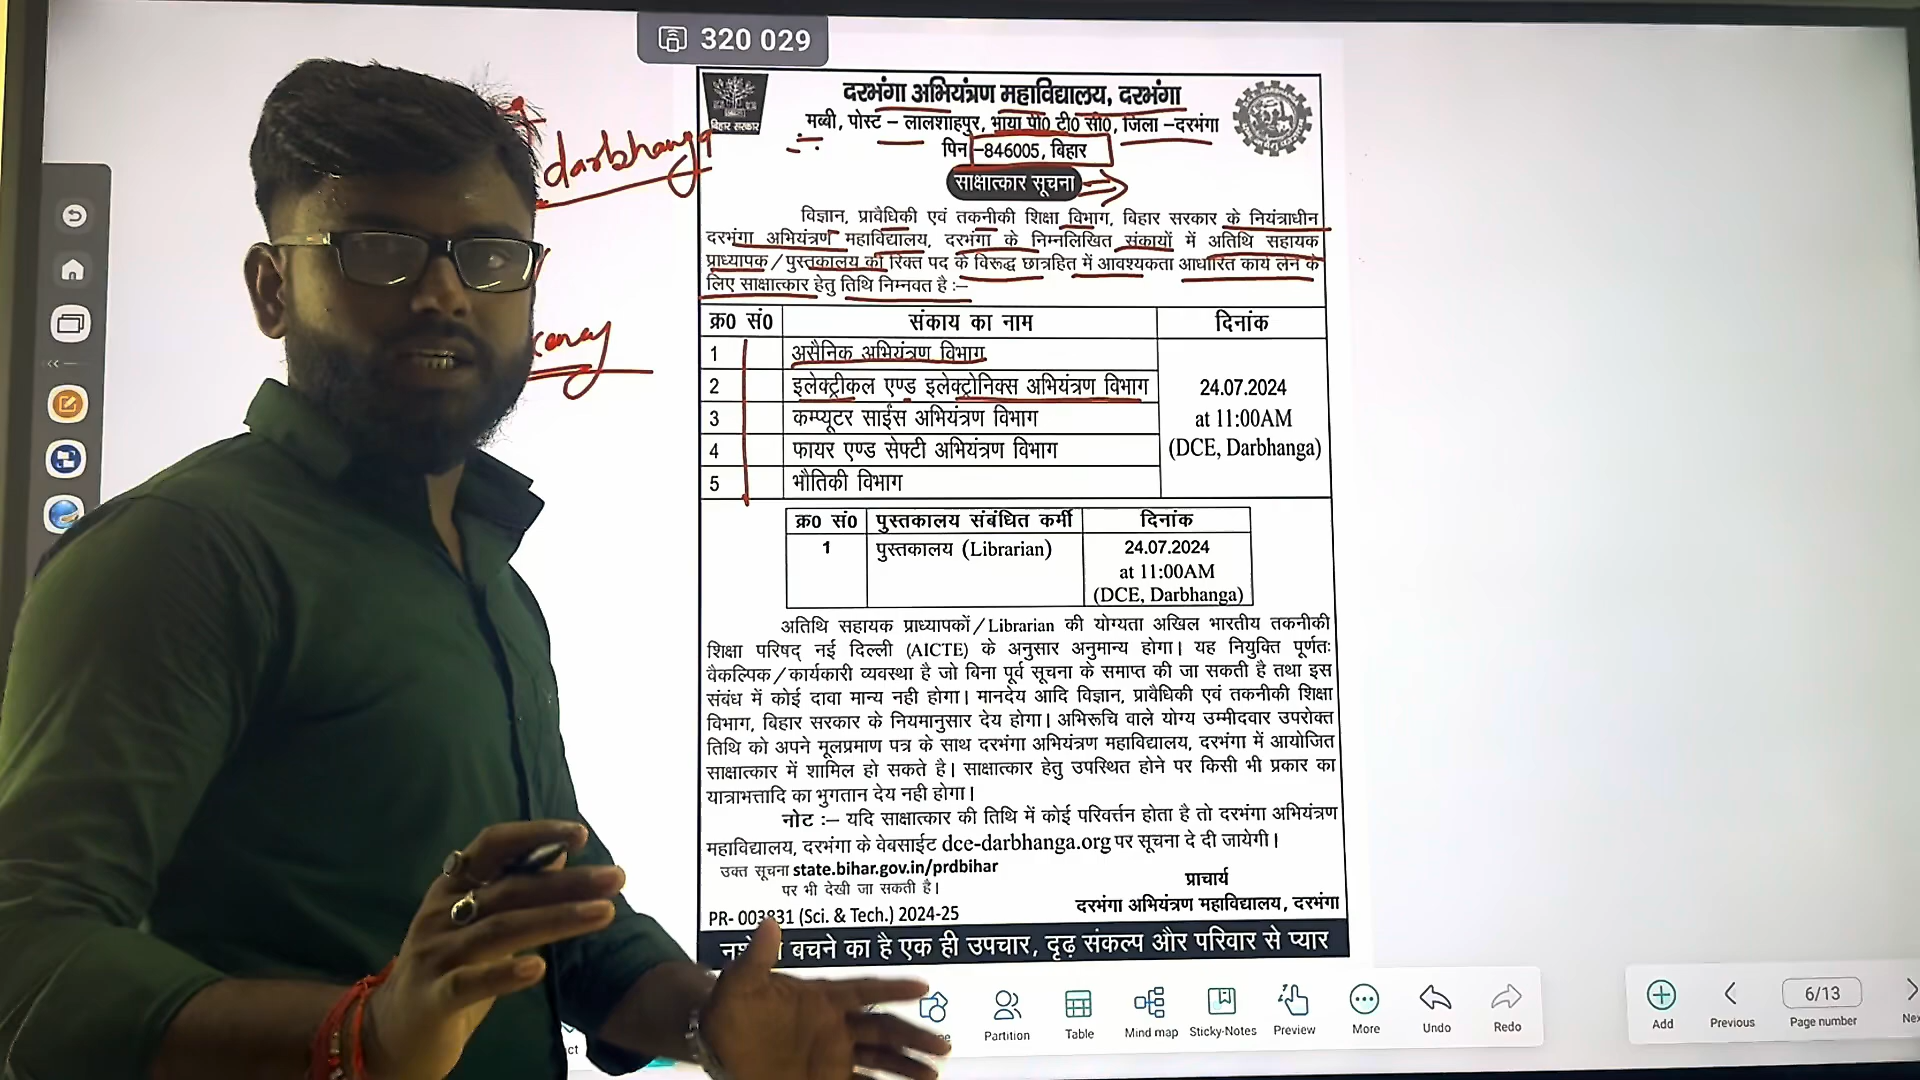 320 029
बिहार सरकार
दरभंगा अभियंत्रण महाविद्यालय, दरभंगा
मब्बी, पोस्ट – लालशाहपुर, भाया पी0 टी0 सी0, जिला –दरभंगा
पिन –846005, बिहार
साक्षात्कार सूचना
darbhanga
विज्ञान, प्रावैधिकी एवं तकनीकी शिक्षा विभाग, बिहार सरकार के नियंत्राधीन
दरभंगा अभियंत्रण महाविद्यालय, दरभंगा के निम्नलिखित संकायों में अतिथि सहायक
प्राध्यापक/पुस्तकालय की रिक्त पद के विरूद्ध छात्रहित में आवश्यकता आधारित कार्य लेने के
लिए साक्षात्कार हेतु तिथि निम्नवत है :–
क्र0 सं0 संकाय का नाम दिनांक
1 असैनिक अभियंत्रण विभाग
2 इलेक्ट्रीकल एण्ड इलेक्ट्रोनिक्स अभियंत्रण विभाग 24.07.2024
3 कम्प्यूटर साईंस अभियंत्रण विभाग at 11:00AM
4 फायर एण्ड सेफ्टी अभियंत्रण विभाग (DCE, Darbhanga)
5 भौतिकी विभाग
क्र0 सं0 पुस्तकालय संबंधित कर्मी दिनांक
1 पुस्तकालय (Librarian) 24.07.2024
at 11:00AM
(DCE, Darbhanga)
अतिथि सहायक प्राध्यापकों/Librarian की योग्यता अखिल भारतीय तकनीकी
शिक्षा परिषद् नई दिल्ली (AICTE) के अनुसार अनुमान्य होगा। यह नियुक्ति पूर्णतः
वैकल्पिक/कार्यकारी व्यवस्था है जो बिना पूर्व सूचना के समाप्त की जा सकती है तथा इस
संबंध में कोई दावा मान्य नही होगा। मानदेय आदि विज्ञान, प्रावैधिकी एवं तकनीकी शिक्षा
विभाग, बिहार सरकार के नियमानुसार देय होगा। अभिरूचि वाले योग्य उम्मीदवार उपरोक्त
तिथि को अपने मूलप्रमाण पत्र के साथ दरभंगा अभियंत्रण महाविद्यालय, दरभंगा में आयोजित
साक्षात्कार में शामिल हो सकते है। साक्षात्कार हेतु उपस्थित होने पर किसी भी प्रकार का
यात्राभत्तादि का भुगतान देय नही होगा।
नोट :– यदि साक्षात्कार की तिथि में कोई परिवर्त्तन होता है तो दरभंगा अभियंत्रण
महाविद्यालय, दरभंगा के वेबसाईट dce-darbhanga.org पर सूचना दे दी जायेगी।
उक्त सूचना state.bihar.gov.in/prdbihar
पर भी देखी जा सकती है।
प्राचार्य
दरभंगा अभियंत्रण महाविद्यालय, दरभंगा
PR- 003831 (Sci. & Tech.) 2024-25
बचने का है एक ही उपचार, दृढ़ संकल्प और परिवार से प्यार
Partition Table Mind map Sticky-Notes Preview More Undo Redo
Add Previous 6/13 Page number